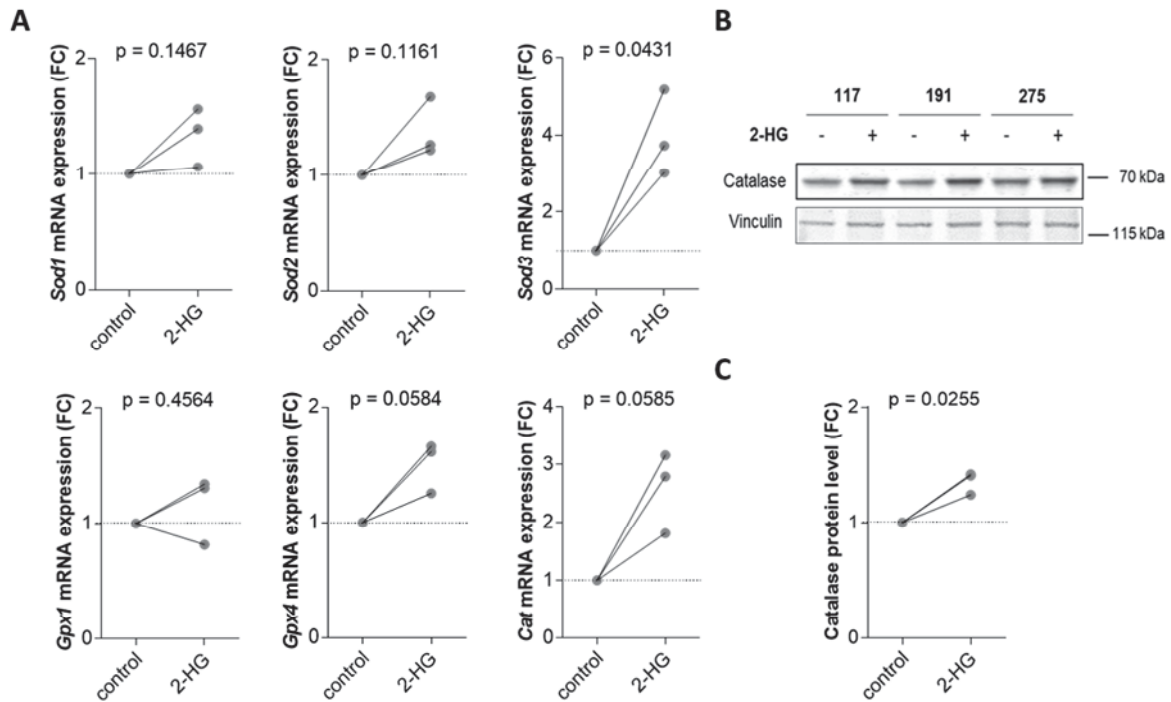 A
p = 0.1467
Sod1 mRNA expression (FC)
2
1
0
control
2-HG
p = 0.1161
Sod2 mRNA expression (FC)
2
1
0
control
2-HG
p = 0.0431
Sod3 mRNA expression (FC)
6
4
2
0
control
2-HG
B
117 191 275
2-HG - + - + - +
Catalase 70 kDa
Vinculin 115 kDa
p = 0.4564
Gpx1 mRNA expression (FC)
2
1
0
control
2-HG
p = 0.0584
Gpx4 mRNA expression (FC)
2
1
0
control
2-HG
p = 0.0585
Cat mRNA expression (FC)
4
3
2
1
0
control
2-HG
C
p = 0.0255
Catalase protein level (FC)
2
1
0
control
2-HG